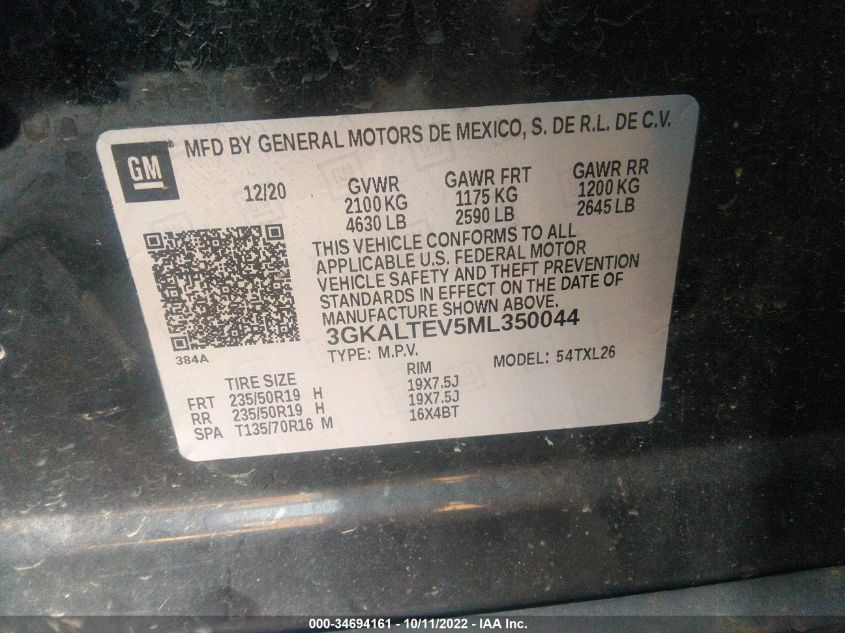 GM
MFD BY GENERAL MOTORS DE MEXICO, S. DE R.L. DE C.V.
12/20 GVWR GAWR FRT GAWR RR
2100 KG 1175 KG 1200 KG
4630 LB 2590 LB 2645 LB
THIS VEHICLE CONFORMS TO ALL
APPLICABLE U.S. FEDERAL MOTOR
VEHICLE SAFETY AND THEFT PREVENTION
STANDARDS IN EFFECT ON THE DATE OF
MANUFACTURE SHOWN ABOVE.
3GKALTEV5ML350044
384A
TYPE: M.P.V. MODEL: 54TXL26
TIRE SIZE RIM
FRT 235/50R19 H 19X7.5J
RR 235/50R19 H 19X7.5J
SPA T135/70R16 M 16X4BT
000-34694161 - 10/11/2022 - IAA Inc.